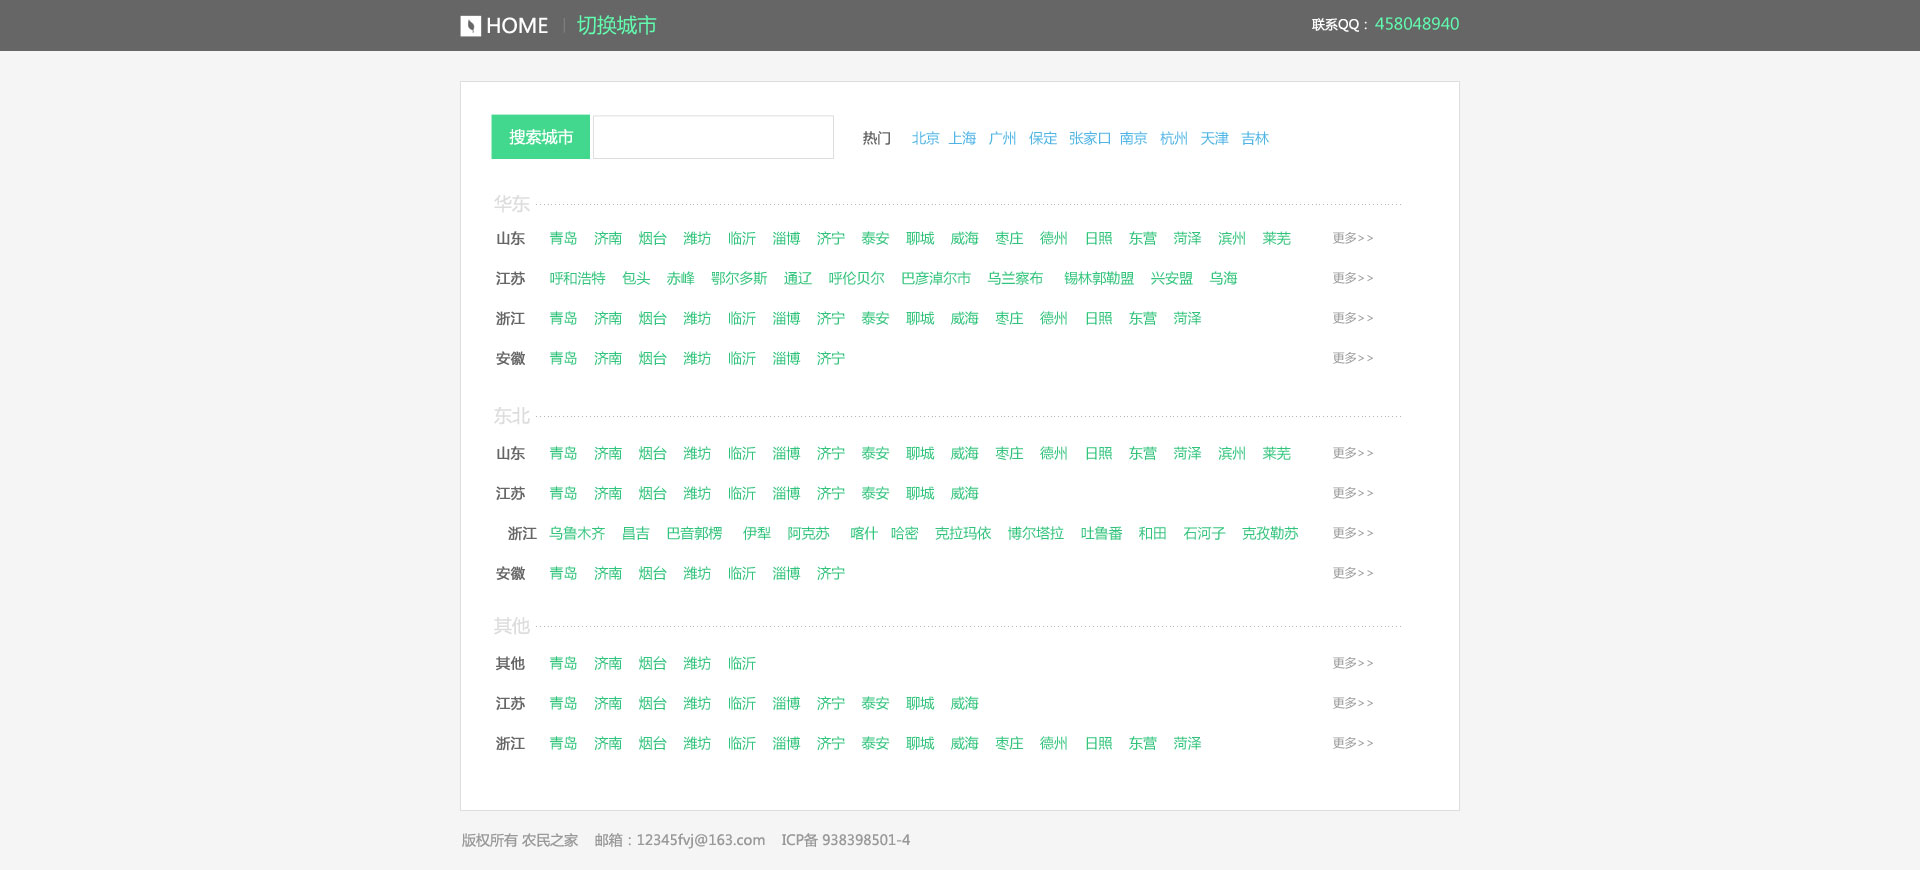 HOME | 切换城市 联系QQ：458048940
搜索城市 热门 北京 上海 广州 保定 张家口 南京 杭州 天津 吉林
华东
山东 青岛 济南 烟台 潍坊 临沂 淄博 济宁 泰安 聊城 威海 枣庄 德州 日照 东营 菏泽 滨州 莱芜 更多>>
江苏 呼和浩特 包头 赤峰 鄂尔多斯 通辽 呼伦贝尔 巴彦淖尔市 乌兰察布 锡林郭勒盟 兴安盟 乌海 更多>>
浙江 青岛 济南 烟台 潍坊 临沂 淄博 济宁 泰安 聊城 威海 枣庄 德州 日照 东营 菏泽 更多>>
安徽 青岛 济南 烟台 潍坊 临沂 淄博 济宁 更多>>
东北
山东 青岛 济南 烟台 潍坊 临沂 淄博 济宁 泰安 聊城 威海 枣庄 德州 日照 东营 菏泽 滨州 莱芜 更多>>
江苏 青岛 济南 烟台 潍坊 临沂 淄博 济宁 泰安 聊城 威海 更多>>
浙江 乌鲁木齐 昌吉 巴音郭楞 伊犁 阿克苏 喀什 哈密 克拉玛依 博尔塔拉 吐鲁番 和田 石河子 克孜勒苏 更多>>
安徽 青岛 济南 烟台 潍坊 临沂 淄博 济宁 更多>>
其他
其他 青岛 济南 烟台 潍坊 临沂 更多>>
江苏 青岛 济南 烟台 潍坊 临沂 淄博 济宁 泰安 聊城 威海 更多>>
浙江 青岛 济南 烟台 潍坊 临沂 淄博 济宁 泰安 聊城 威海 枣庄 德州 日照 东营 菏泽 更多>>
版权所有 农民之家 邮箱：12345fvj@163.com ICP备 938398501-4